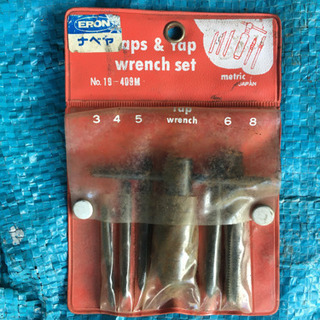 ERON
ナベヤ
aps & Tap
wrench set
No. 19-409M
metric
JAPAN
Tap
3 4 5 wrench 6 8